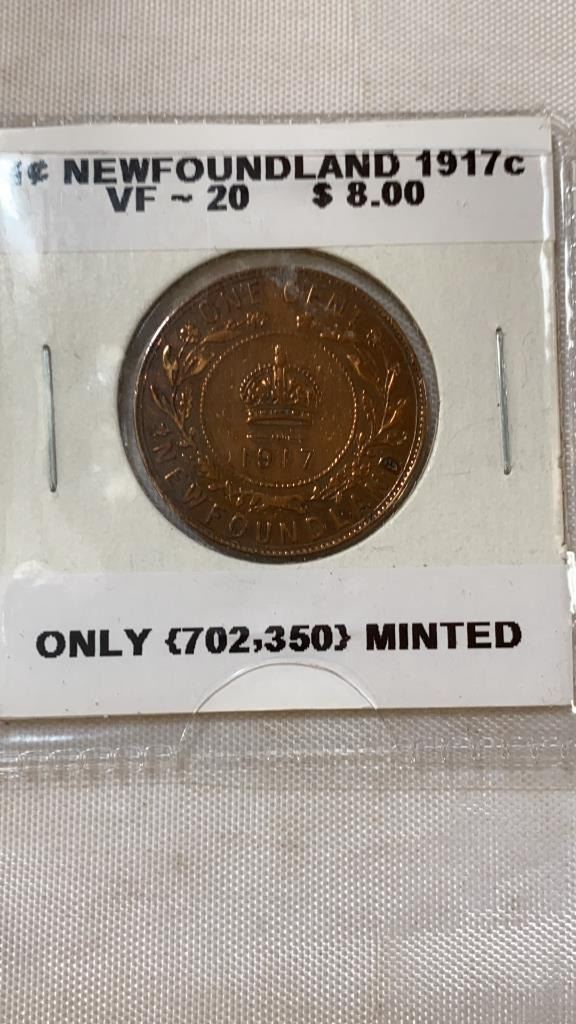 1¢ NEWFOUNDLAND 1917c
VF ~ 20 $ 8.00
ONE CENT
1917
NEWFOUNDLAND
ONLY {702,350} MINTED